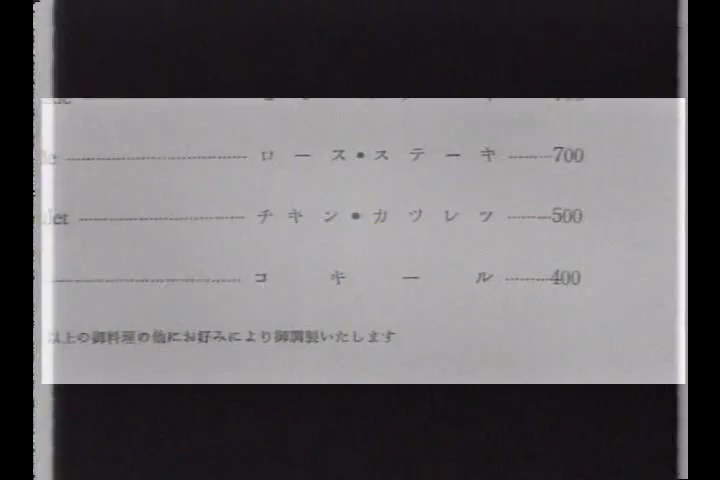 ロース•ステーキ 700
チキン•カツレツ 500
コキール 400
以上の御料理の他にお好みにより御調製いたします